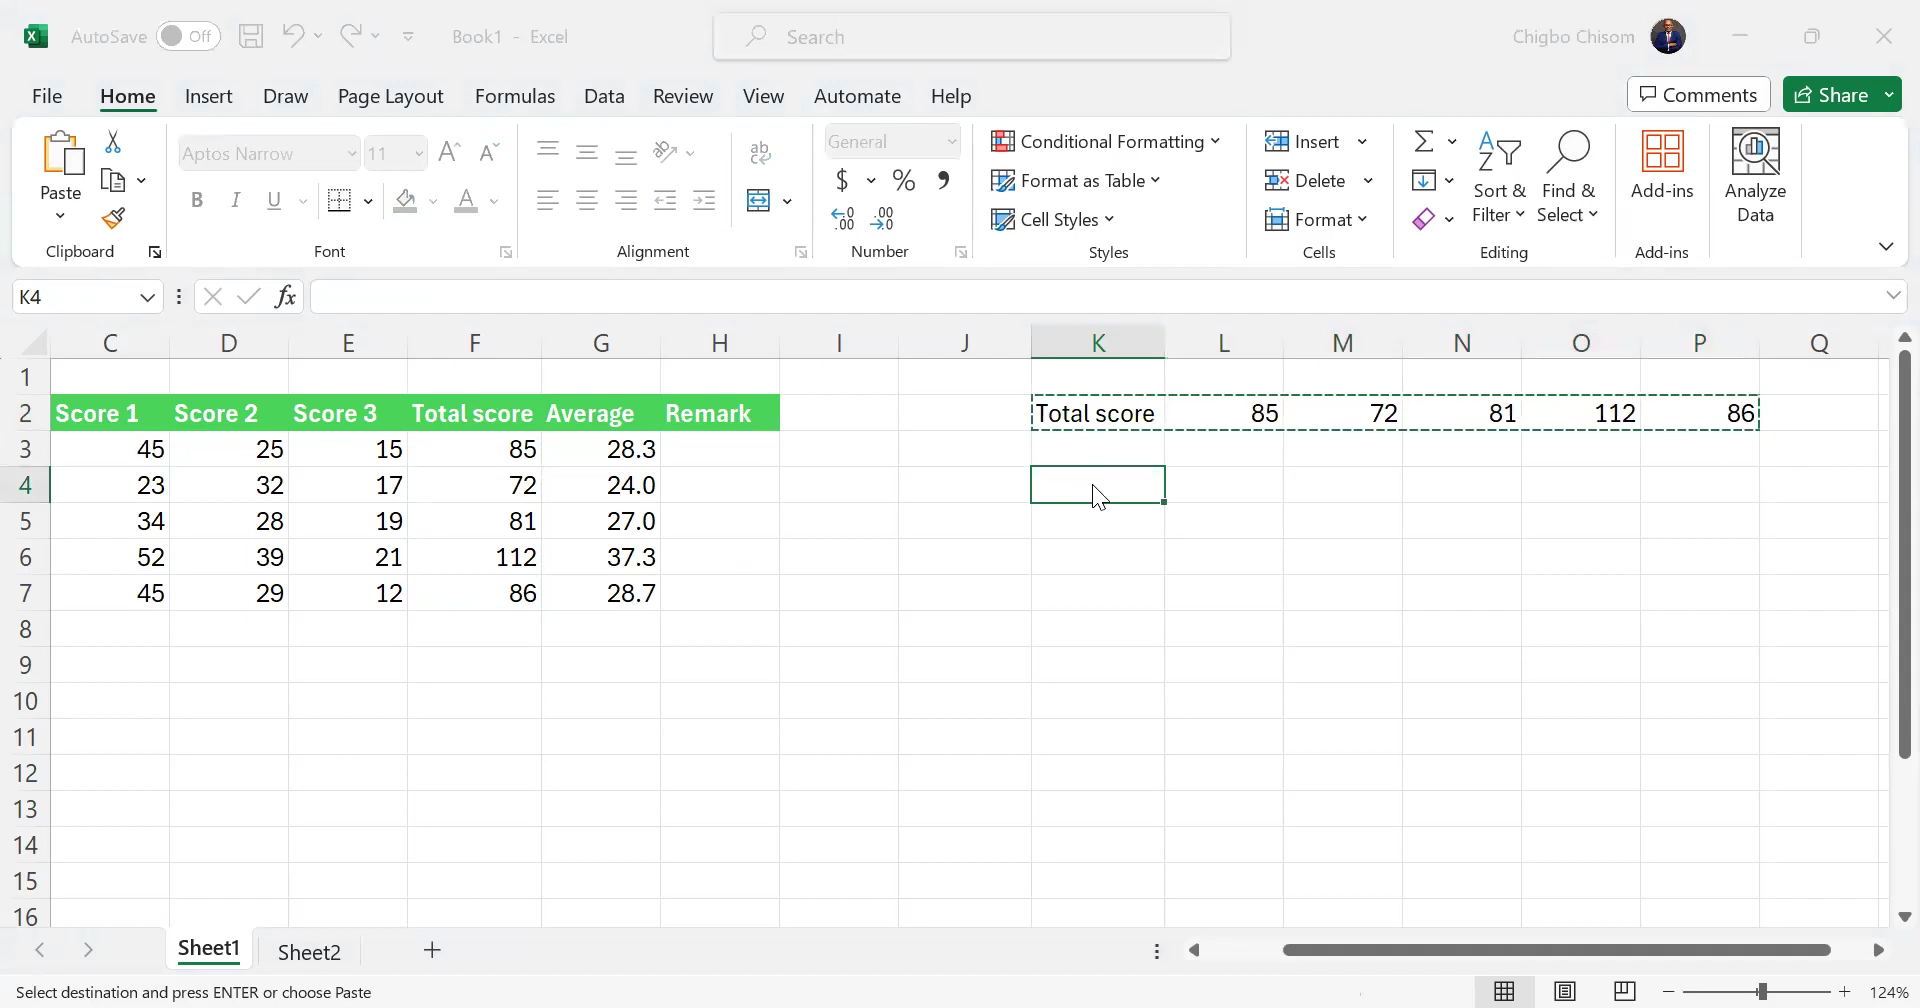 AutoSave Off Book1 - Excel Search Chigbo Chisom
File Home Insert Draw Page Layout Formulas Data Review View Automate Help Comments Share
Paste
Clipboard
Aptos Narrow 11 A A
B I U A
Font
ab
Alignment
General
$ % ,
.00 .00
Number
Conditional Formatting
Format as Table
Cell Styles
Styles
Insert
Delete
Format
Cells
Sort & Filter
Find & Select
Editing
Add-ins
Add-ins
Analyze Data
K4 fx
C D E F G H I J K L M N O P Q
1
2 Score 1 Score 2 Score 3 Total score Average Remark Total score 85 72 81 112 86
3 45 25 15 85 28.3
4 23 32 17 72 24.0
5 34 28 19 81 27.0
6 52 39 21 112 37.3
7 45 29 12 86 28.7
8
9
10
11
12
13
14
15
16
Sheet1 Sheet2 +
Select destination and press ENTER or choose Paste 124%